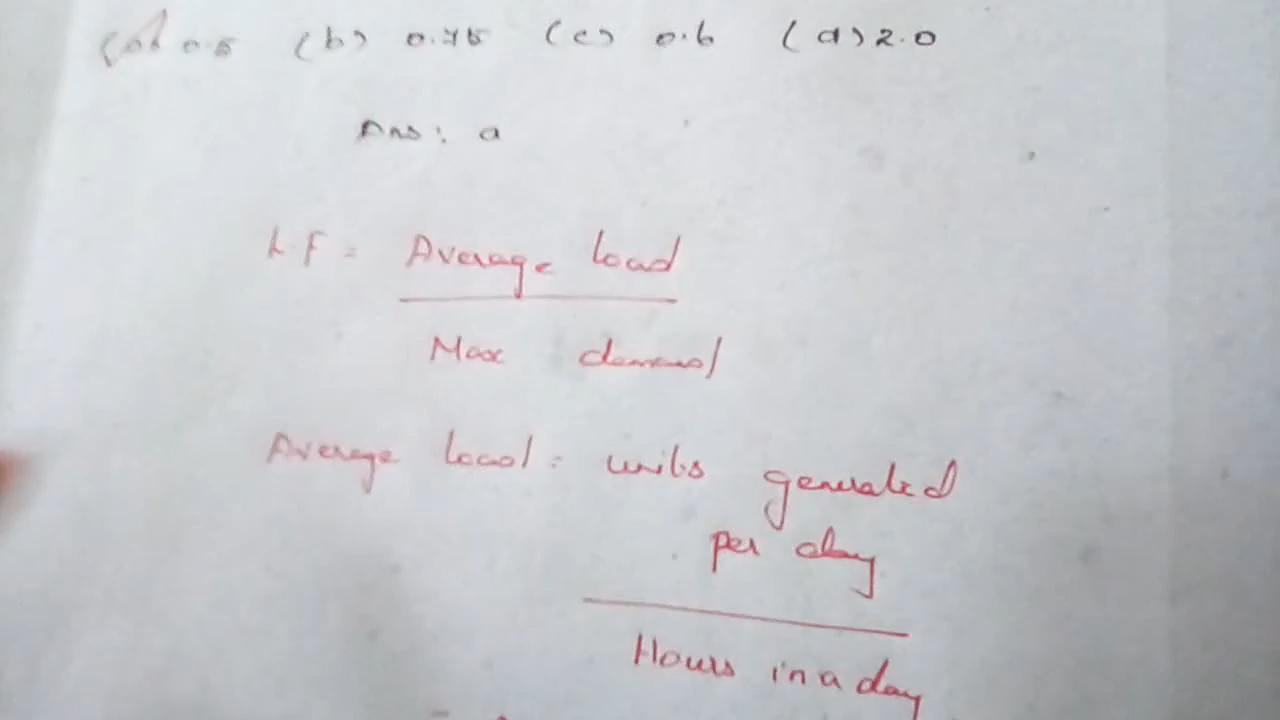 (a) 0.5 (b) 0.75 (c) 0.6 (d) 2.0
Ans: a
L.F = Average load
Max demand
Average load = units generated
per day
Hours in a day